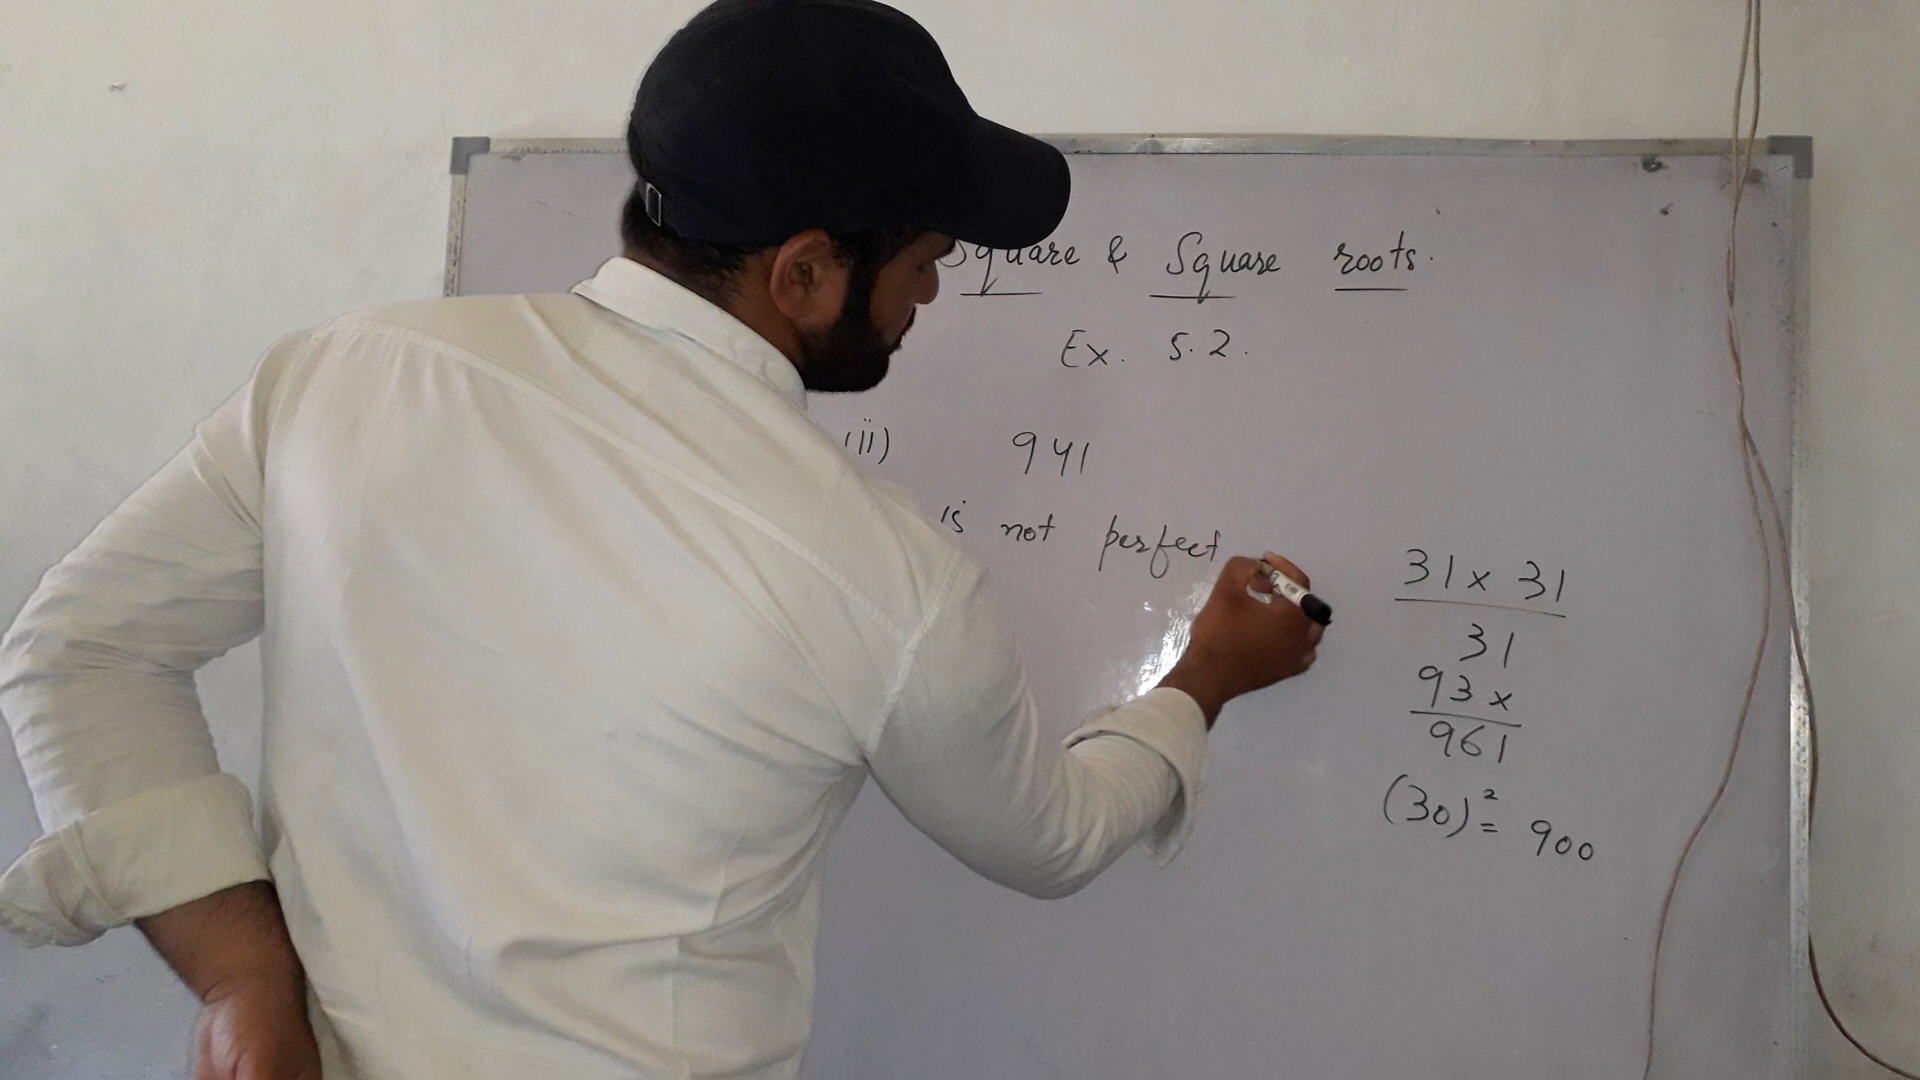 Square & Square roots.
Ex. 5.2.
(ii) 941
is not perfect
31 x 31
31
93 x
961
(30)² = 900